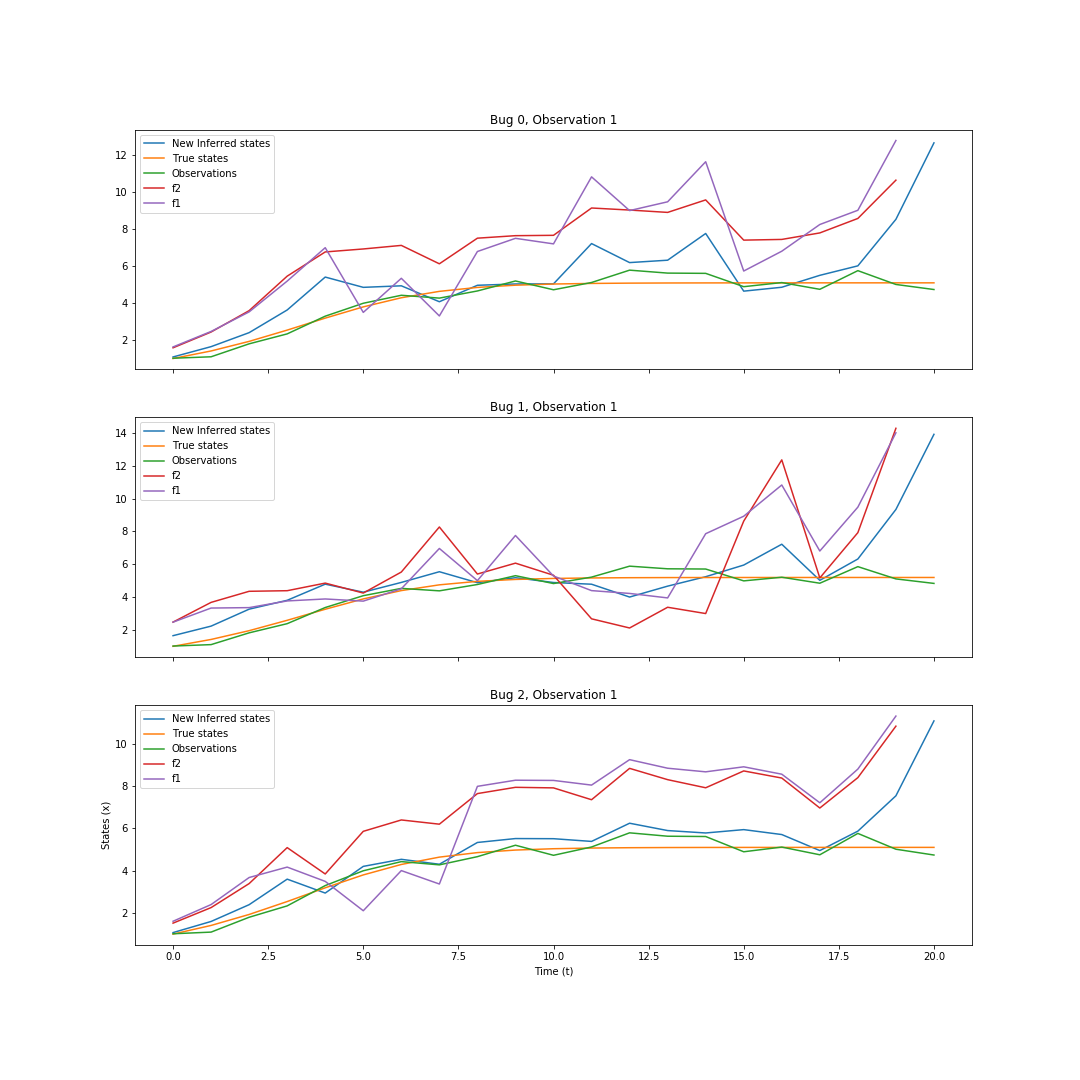 Bug 0, Observation 1
New Inferred states
True states
Observations
f2
f1
12
10
8
6
4
2
Bug 1, Observation 1
New Inferred states
True states
Observations
f2
f1
14
12
10
8
6
4
2
Bug 2, Observation 1
New Inferred states
True states
Observations
f2
f1
States (x)
10
8
6
4
2
0.0 2.5 5.0 7.5 10.0 12.5 15.0 17.5 20.0
Time (t)